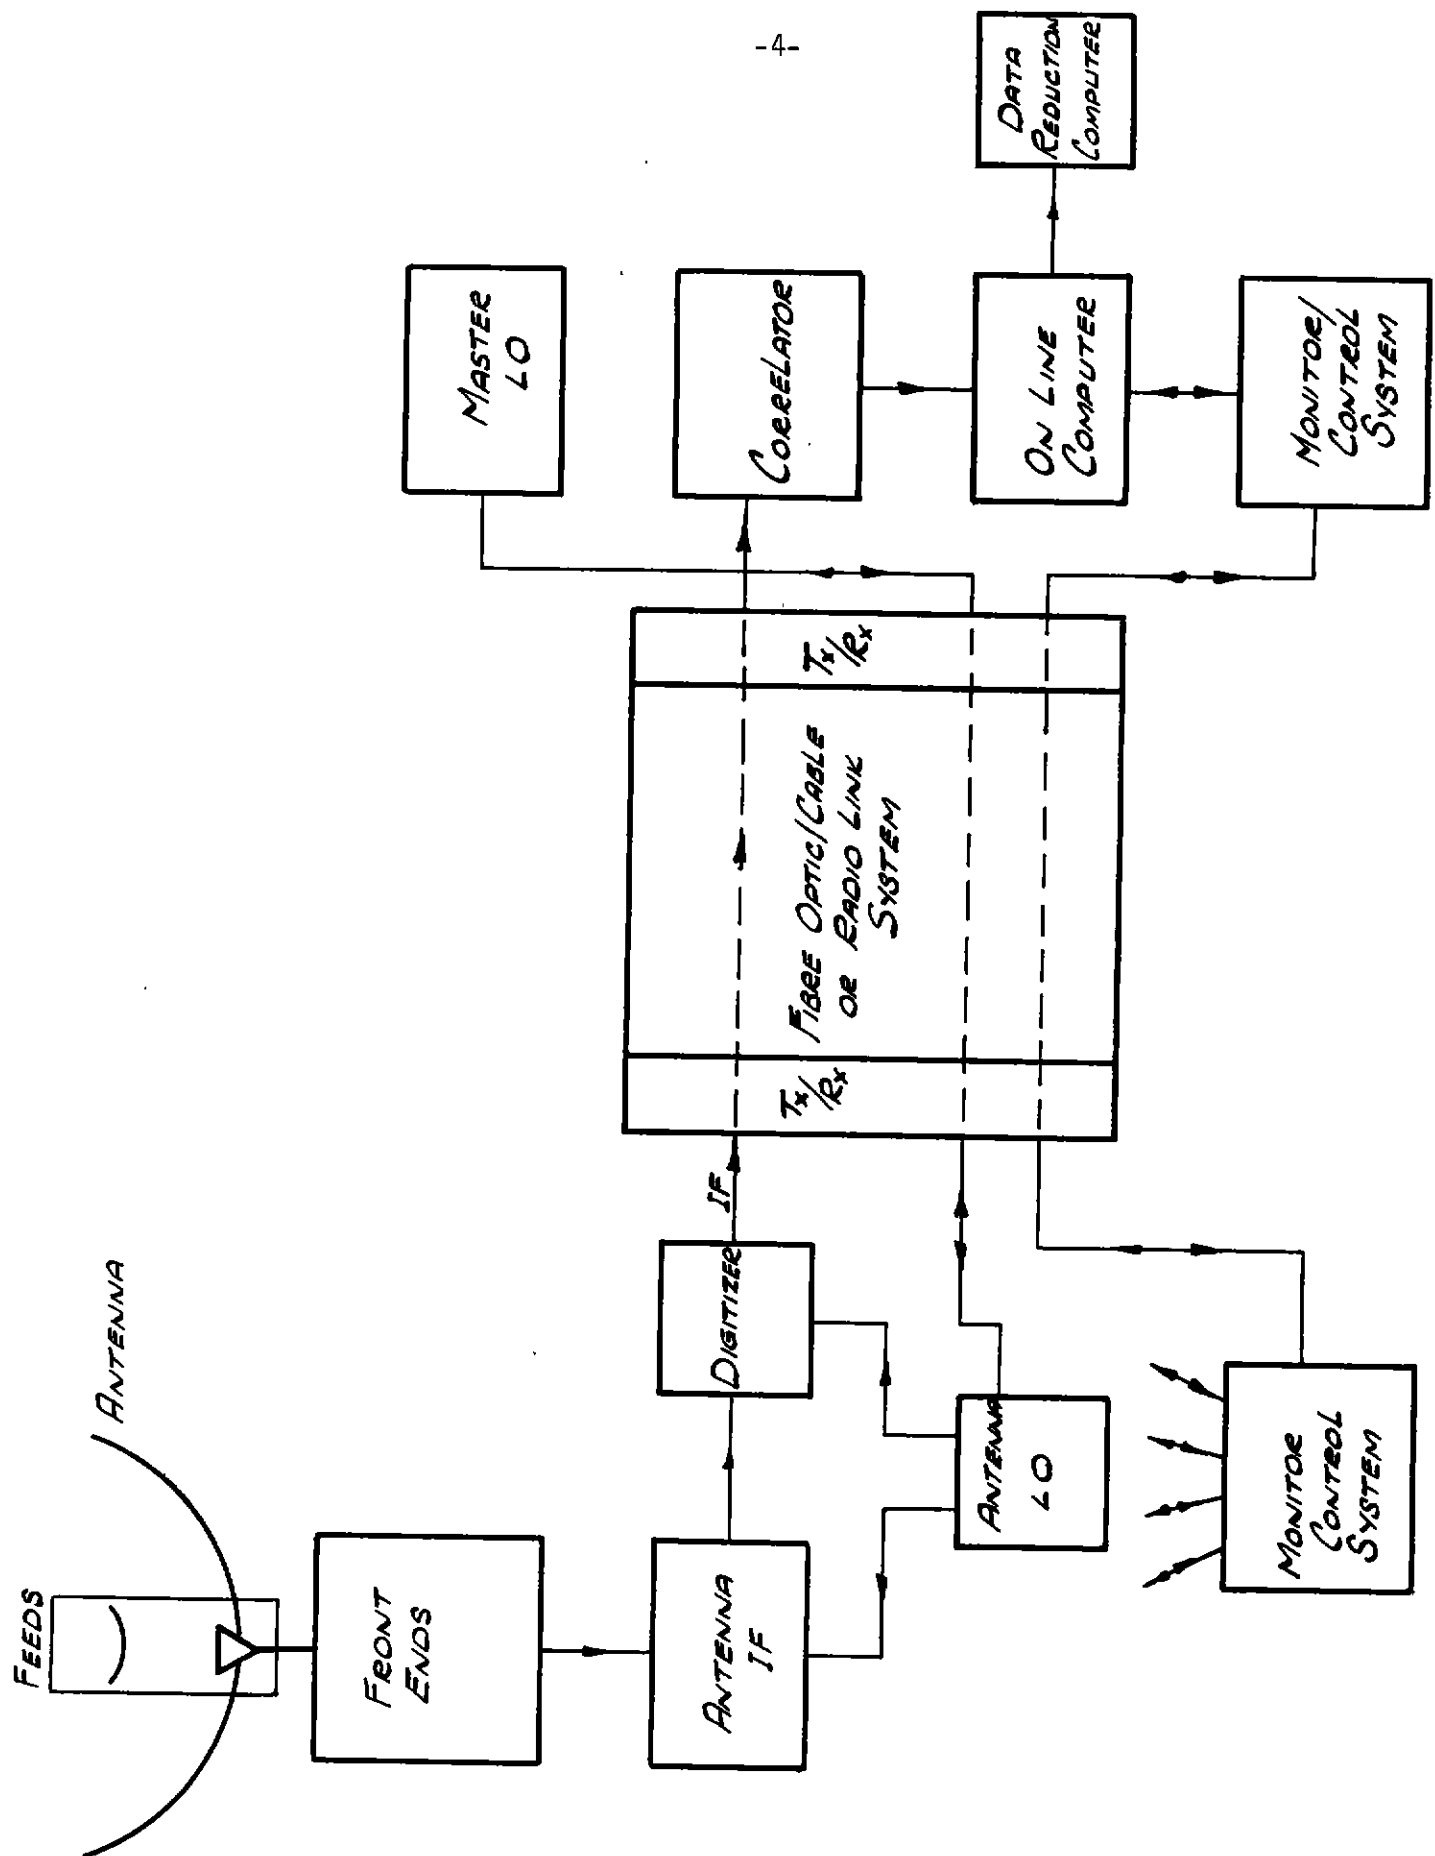 -4-
FEEDS
ANTENNA
FRONT
ENDS
ANTENNA
IF
DIGITIZER
IF
ANTENNA
LO
MONITOR
CONTROL
SYSTEM
Tx/Rx
FIBRE OPTIC/CABLE
OR RADIO LINK
SYSTEM
Tx/Rx
MASTER
LO
CORRELATOR
ON LINE
COMPUTER
MONITOR/
CONTROL
SYSTEM
DATA
REDUCTION
COMPUTER